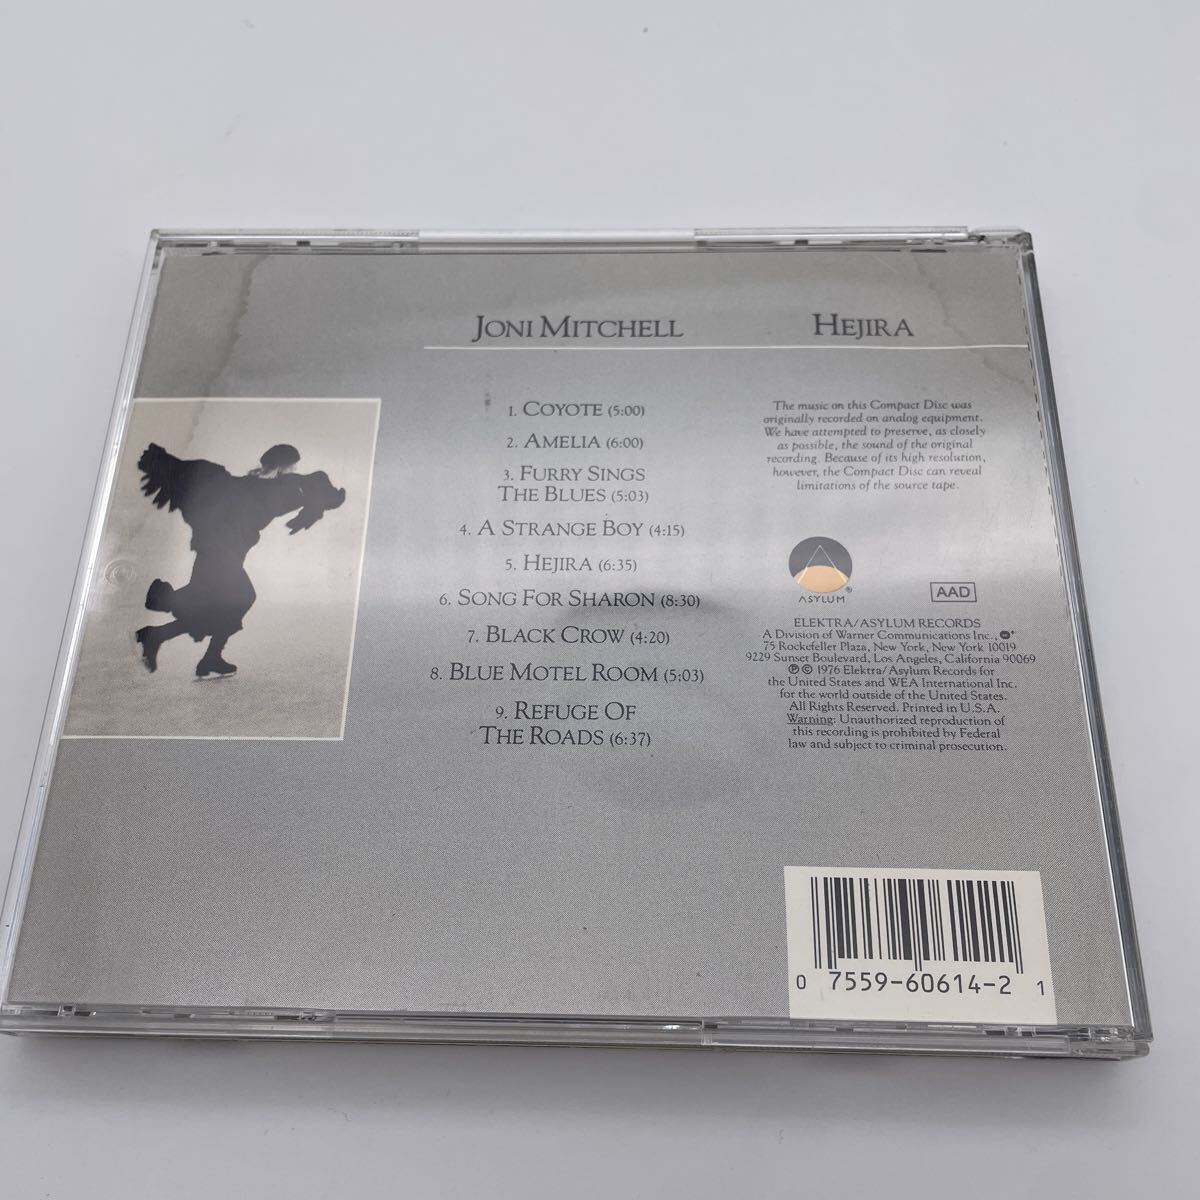 JONI MITCHELL HEJIRA
1. COYOTE (5:00)
2. AMELIA (6:00)
3. FURRY SINGS
THE BLUES (5:03)
4. A STRANGE BOY (4:15)
5. HEJIRA (6:35)
6. SONG FOR SHARON (8:30)
7. BLACK CROW (4:20)
8. BLUE MOTEL ROOM (5:03)
9. REFUGE OF
THE ROADS (6:37)
The music on this Compact Disc was
originally recorded on analog equipment.
We have attempted to preserve, as closely
as possible, the sound of the original
recording. Because of its high resolution,
however, the Compact Disc can reveal
limitations of the source tape.
ASYLUM ®
AAD
ELEKTRA/ASYLUM RECORDS
A Division of Warner Communications Inc.,
75 Rockefeller Plaza, New York, New York 10019
9229 Sunset Boulevard, Los Angeles, California 90069
℗ © 1976 Elektra/Asylum Records for
the United States and WEA International Inc.
for the world outside of the United States.
All Rights Reserved. Printed in U.S.A.
Warning: Unauthorized reproduction of
this recording is prohibited by Federal
law and subject to criminal prosecution.
0 7559-60614-2 1